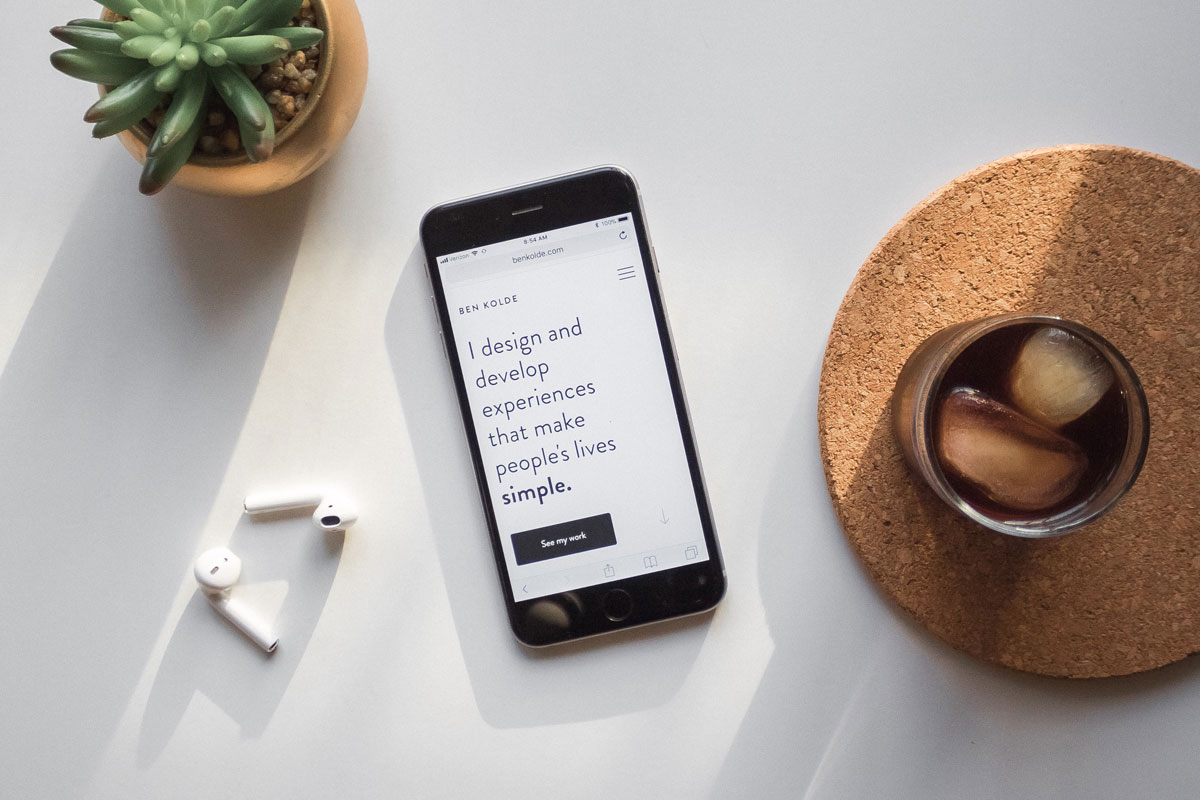 verizon 8:54 AM 100%
benkolde.com
BEN KOLDE
I design and
develop
experiences
that make
people's lives
simple.
See my work